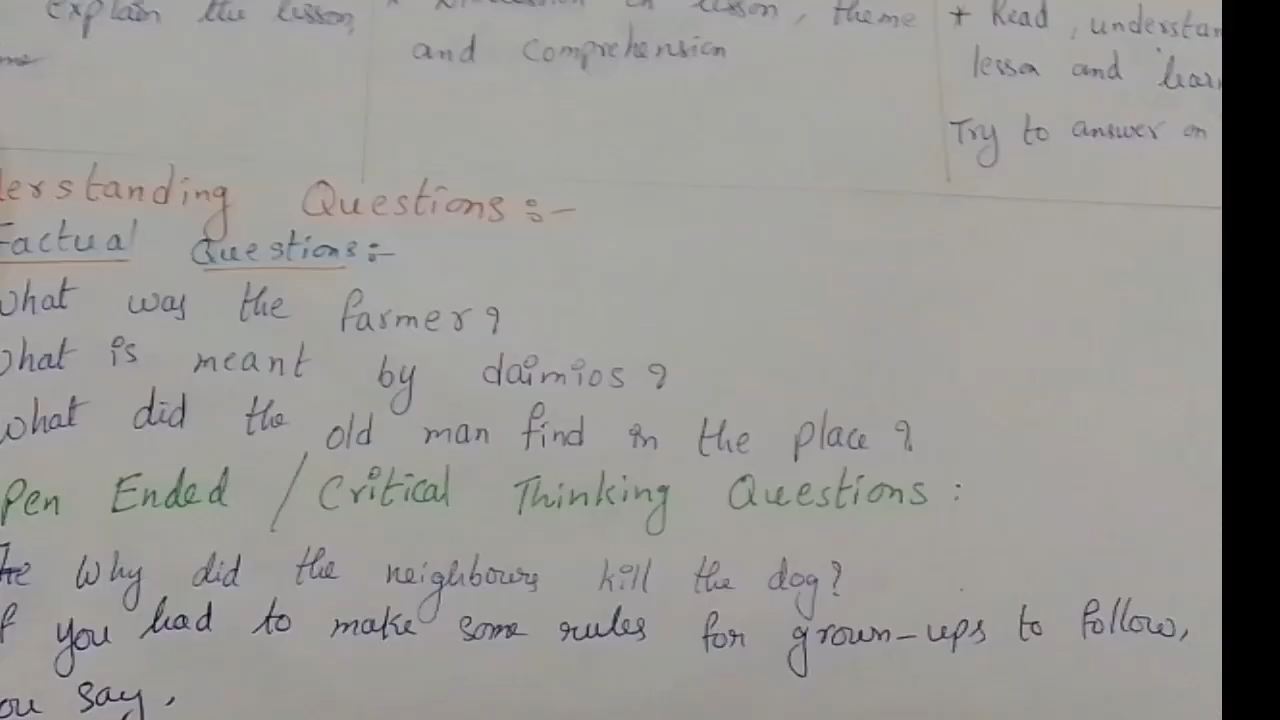 explain the lesson,
lesson, theme
and comprehension
+ Read, understan
lesson and lear
Try to answer on
derstanding Questions:-
Factual Questions:-
What was the farmer?
What is meant by daimios?
What did the old man find in the place?
Pen Ended / Critical Thinking Questions:
Why did the neighbours kill the dog?
f you had to make some rules for grown-ups to follow,
ou say,